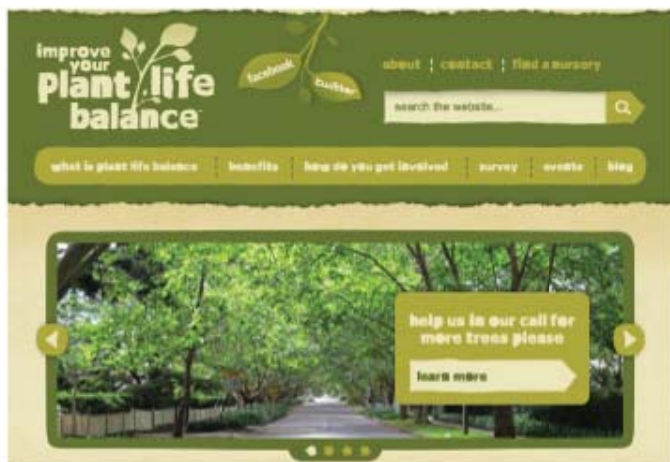 improve
your
plant life
balance
facebook
twitter
about | contact | find a nursery
search the website...
what is plant life balance | benefits | how do you get involved | survey | events | blog
help us in our call for
more trees please
learn more